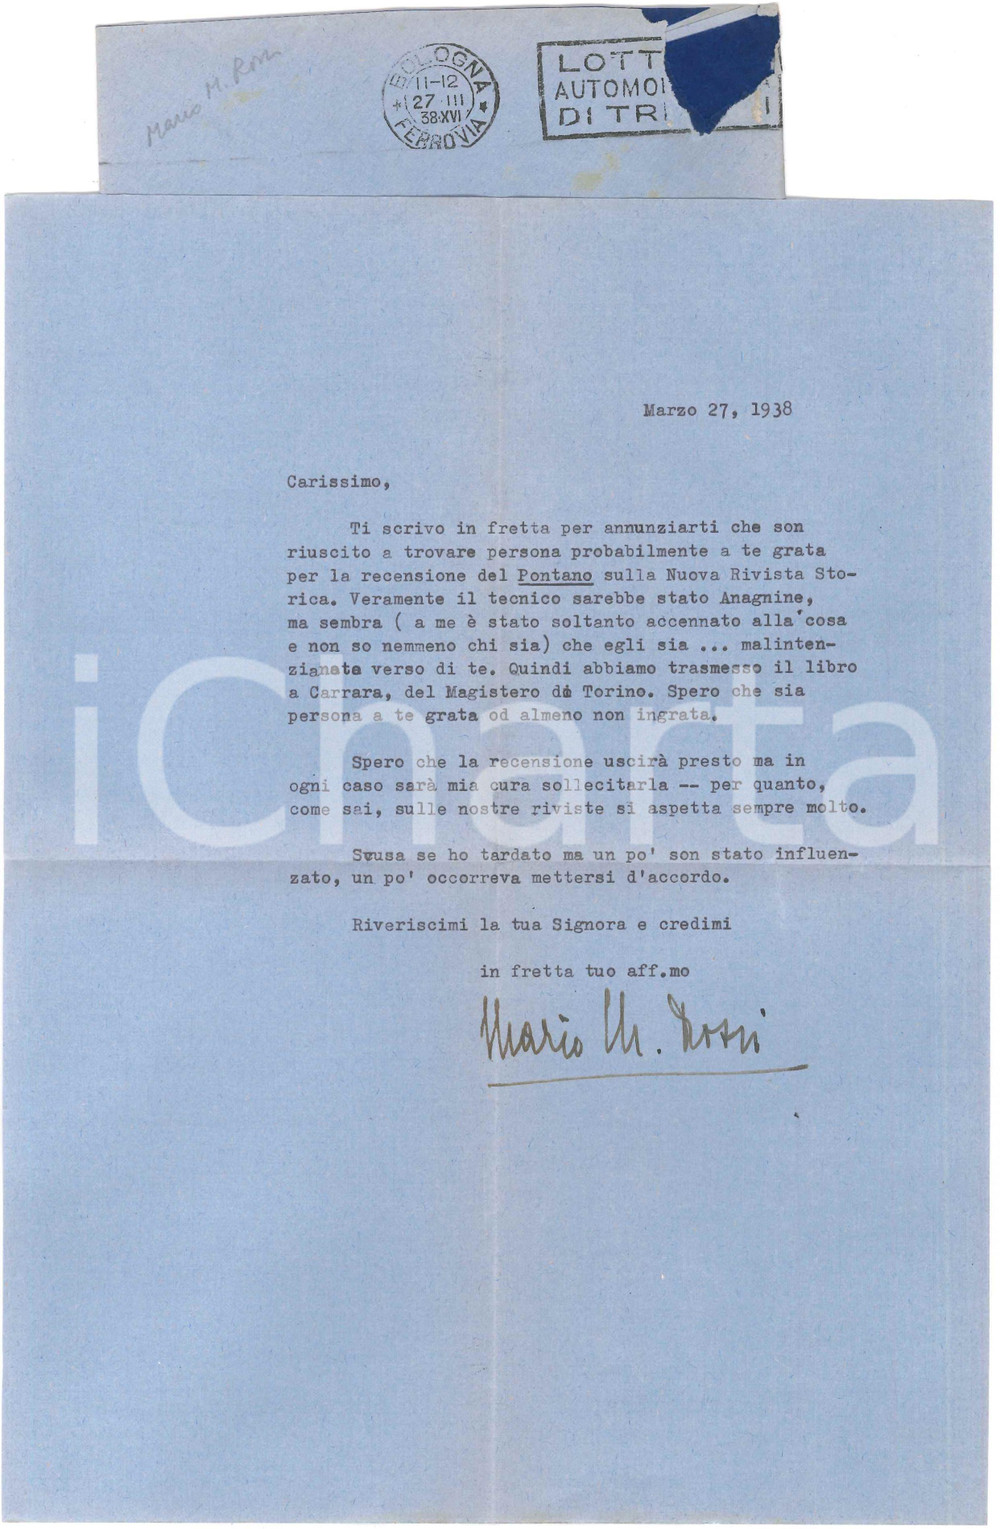 Mario M. Rossi
BOLOGNA
11-12
27 III
38·XVI
FERROVIA
LOTT
AUTOMO
DI TRI I
Marzo 27, 1938
Carissimo,
Ti scrivo in fretta per annunziarti che son
riuscito a trovare persona probabilmente a te grata
per la recensione del Pontano sulla Nuova Rivista Sto-
rica. Veramente il tecnico sarebbe stato Anagnine,
ma sembra ( a me è stato soltanto accennato alla cosa
e non so nemmeno chi sia) che egli sia ... malinten-
zianato verso di te. Quindi abbiamo trasmesso il libro
a Carrara, del Magistero di Torino. Spero che sia
persona a te grata od almeno non ingrata.
Spero che la recensione uscirà presto ma in
ogni caso sarà mia cura sollecitarla -- per quanto,
come sai, sulle nostre riviste si aspetta sempre molto.
Scusa se ho tardato ma un po' son stato influen-
zato, un po' occorreva mettersi d'accordo.
Riveriscimi la tua Signora e credimi
in fretta tuo aff.mo
Mario M. Rossi
iCharta